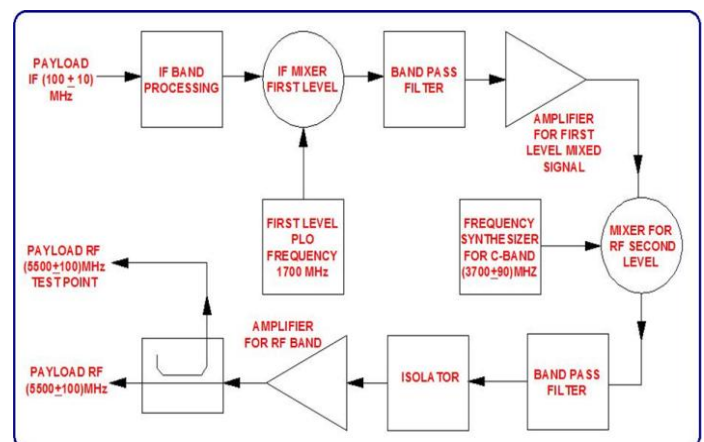 PAYLOAD
IF (100 ± 10)
MHz
IF BAND
PROCESSING
IF MIXER
FIRST LEVEL
BAND PASS
FILTER
AMPLIFIER
FOR FIRST
LEVEL MIXED
SIGNAL
FIRST LEVEL
PLO
FREQUENCY
1700 MHz
FREQUENCY
SYNTHESIZER
FOR C-BAND
(3700±90)MHZ
MIXER FOR
RF SECOND
LEVEL
PAYLOAD RF
(5500±100)MHz
TEST POINT
AMPLIFIER
FOR RF BAND
PAYLOAD RF
(5500±100)MHz
ISOLATOR
BAND PASS
FILTER